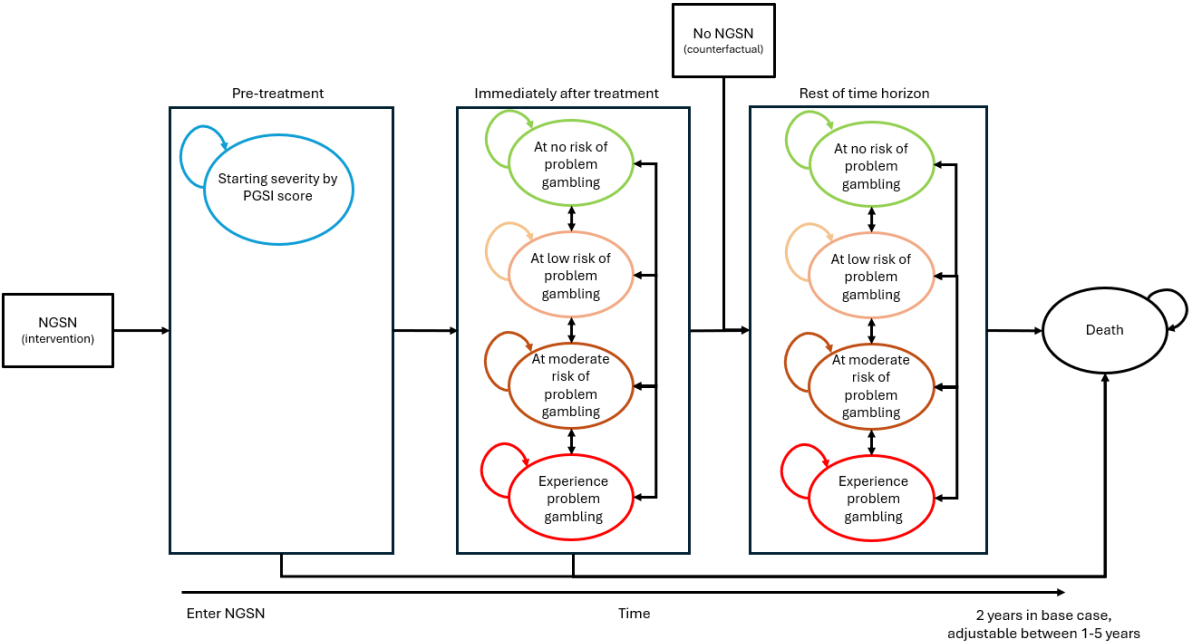 No NGSN
(counterfactual)
Pre-treatment
Immediately after treatment
Rest of time horizon
Starting severity by
PGSI score
At no risk of
problem
gambling
At low risk of
problem
gambling
At moderate
risk of
problem
gambling
Experience
problem
gambling
At no risk of
problem
gambling
At low risk of
problem
gambling
At moderate
risk of
problem
gambling
Experience
problem
gambling
NGSN
(intervention)
Death
Enter NGSN
Time
2 years in base case,
adjustable between 1-5 years